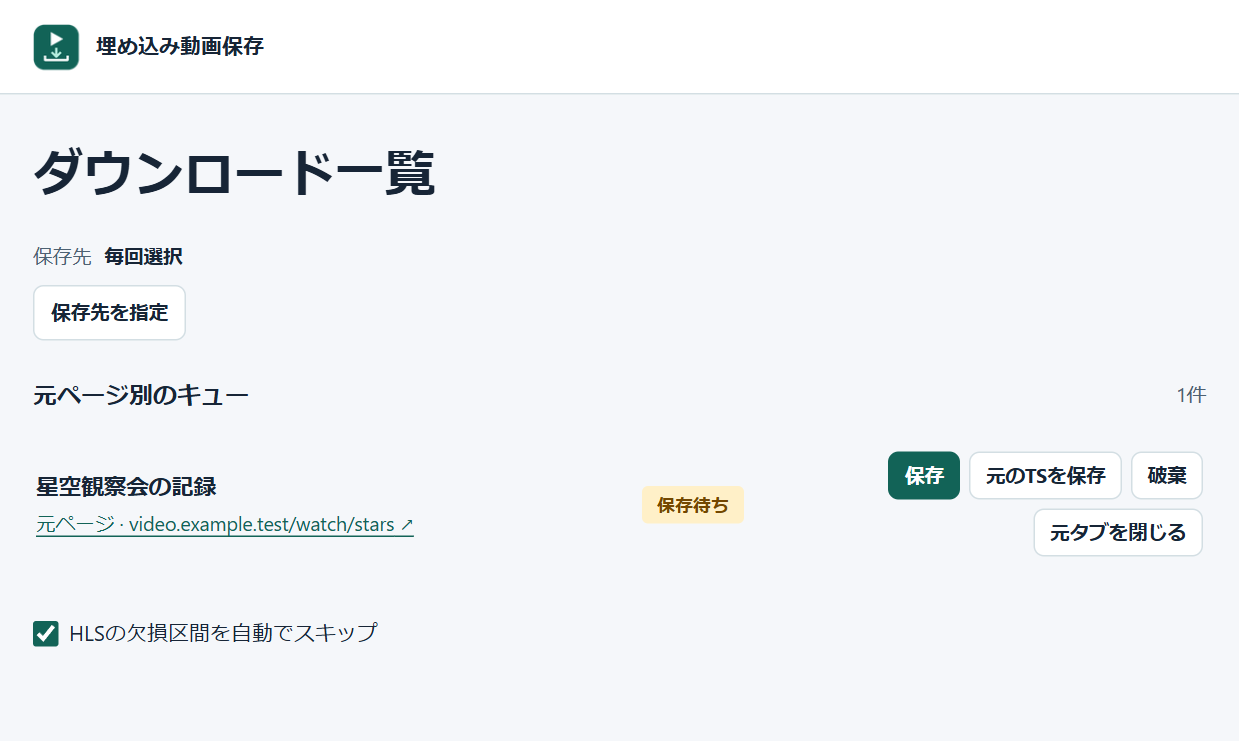 埋め込み動画保存
ダウンロード一覧
保存先 毎回選択
保存先を指定
元ページ別のキュー
1件
星空観察会の記録
元ページ · video.example.test/watch/stars ↗
保存待ち
保存
元のTSを保存
破棄
元タブを閉じる
HLSの欠損区間を自動でスキップ